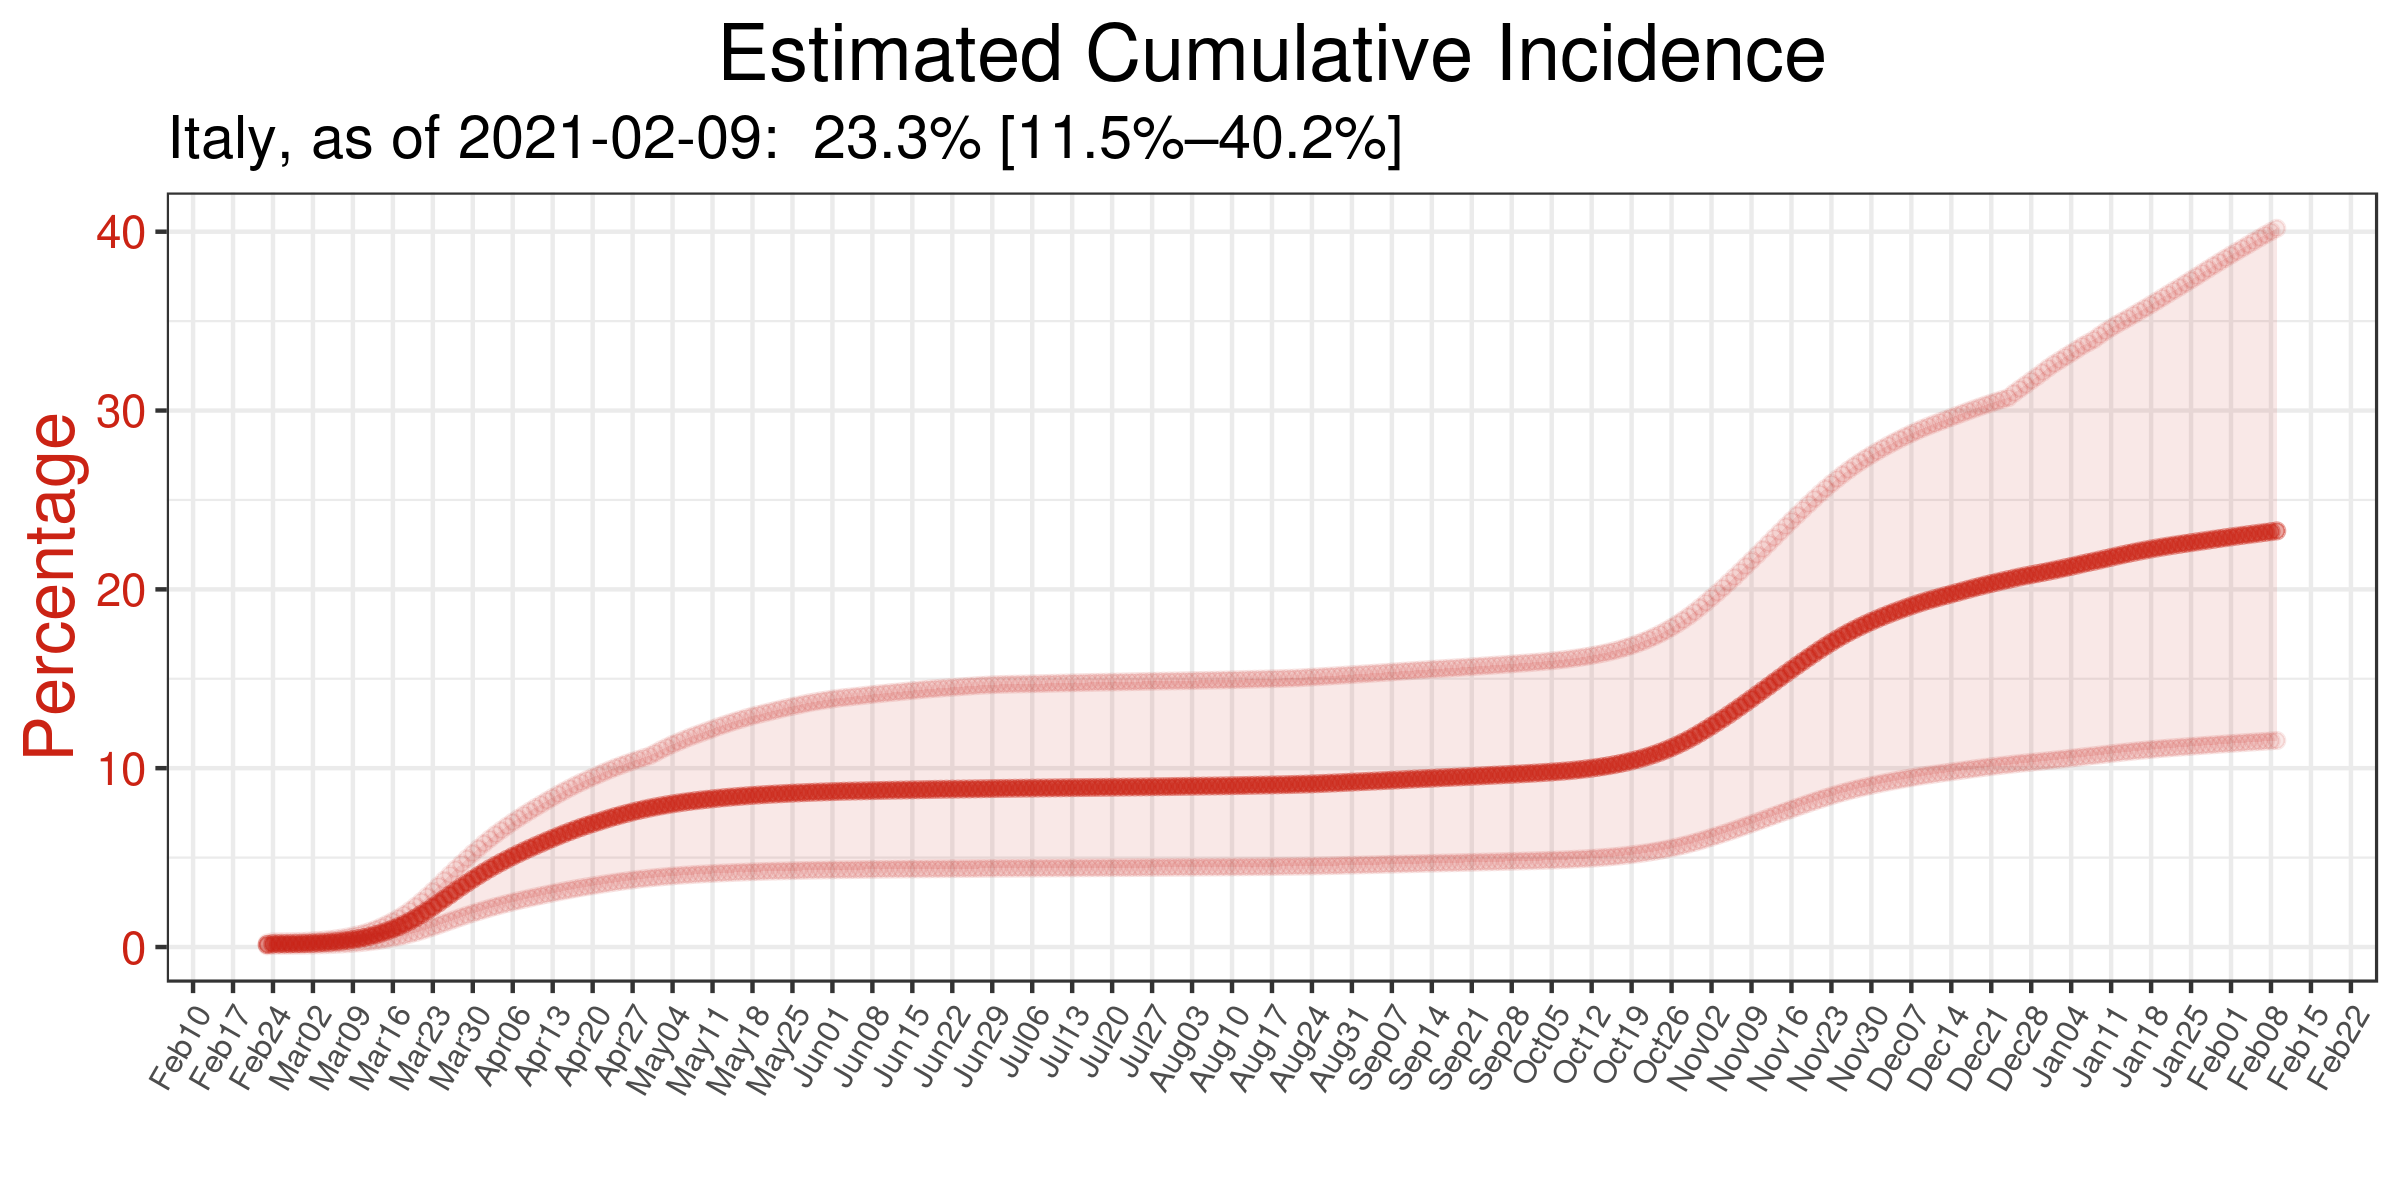 Estimated Cumulative Incidence
Italy, as of 2021-02-09:  23.3% [11.5%–40.2%]
Percentage
40
30
20
10
0
Feb10
Feb17
Feb24
Mar02
Mar09
Mar16
Mar23
Mar30
Apr06
Apr13
Apr20
Apr27
May04
May11
May18
May25
Jun01
Jun08
Jun15
Jun22
Jun29
Jul06
Jul13
Jul20
Jul27
Aug03
Aug10
Aug17
Aug24
Aug31
Sep07
Sep14
Sep21
Sep28
Oct05
Oct12
Oct19
Oct26
Nov02
Nov09
Nov16
Nov23
Nov30
Dec07
Dec14
Dec21
Dec28
Jan04
Jan11
Jan18
Jan25
Feb01
Feb08
Feb15
Feb22